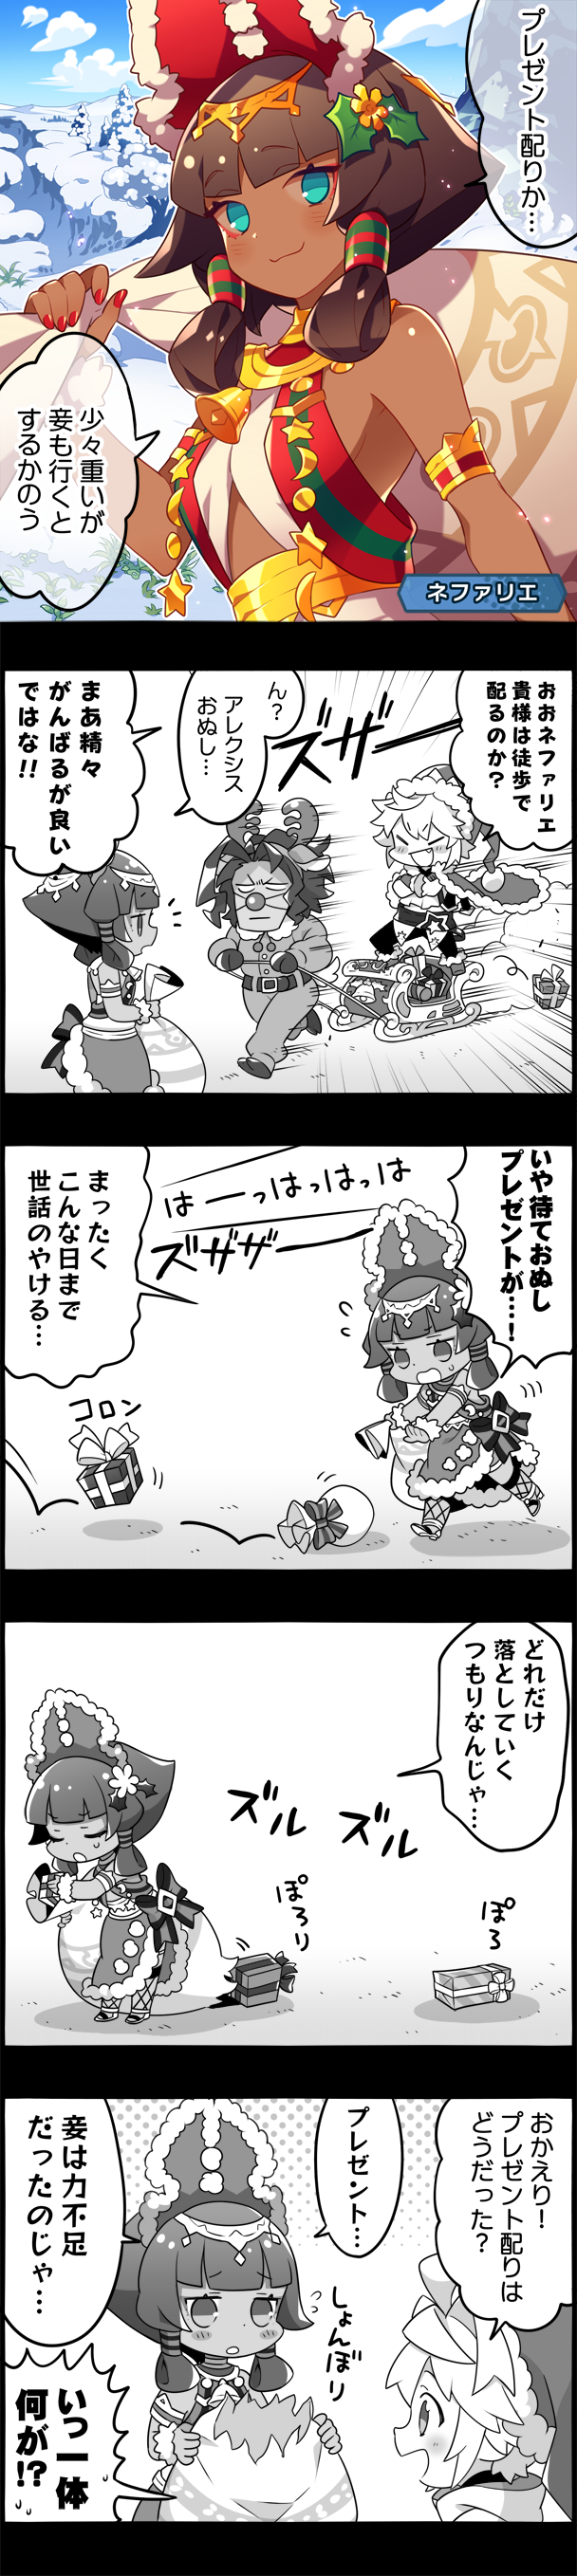 プレゼント配りか…
少々重いが
妾も行くと
するかのう
ネファリエ
おおネファリエ
貴様は徒歩で
配るのか？
ズザーー
ん？
アレクシス
おぬし…
まあ精々
がんばるが良い
ではな!!
いや待ておぬし
プレゼントが…！
はーっはっはっは
ズザザー
まったく
こんな日まで
世話のやける…
コロン
どれだけ
落としていく
つもりなんじゃ…
ズル
ズル
ぽろ
ぽろり
おかえり！
プレゼント配りは
どうだった？
プレゼント…
しょんぼり
妾は力不足
だったのじゃ…
いっ一体
何が!?